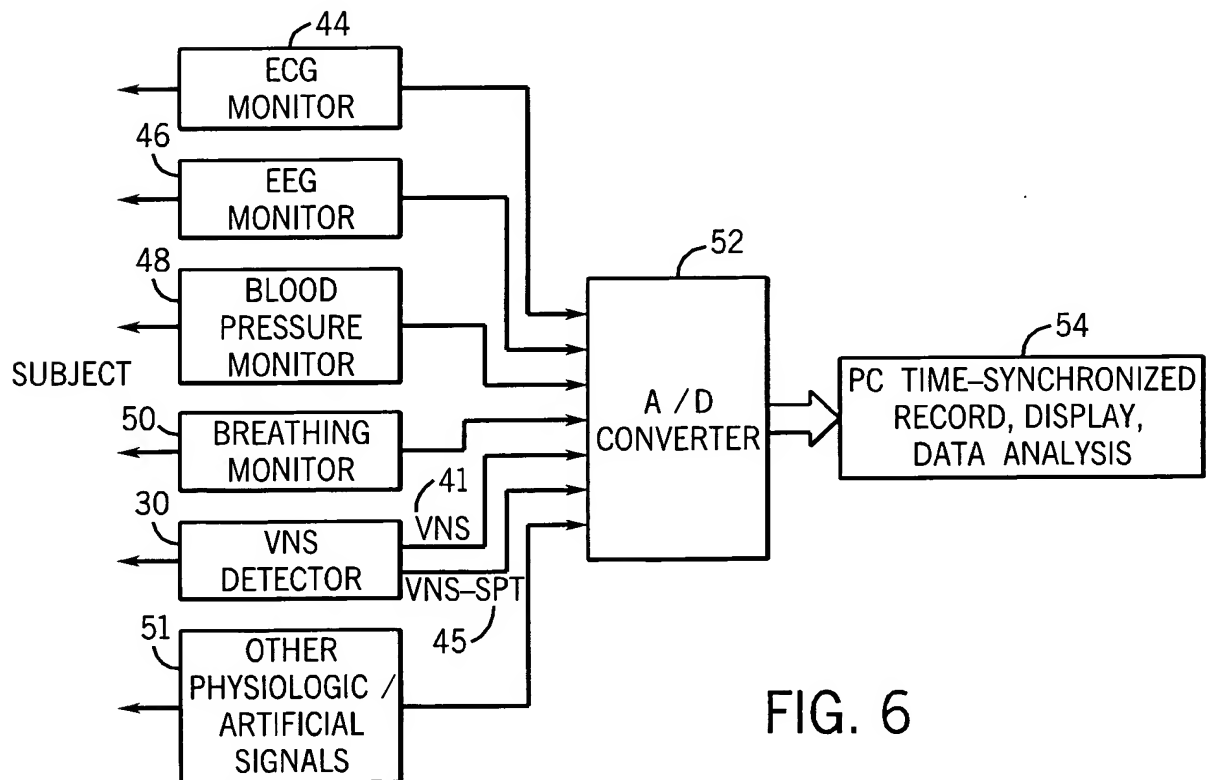 44
ECG
MONITOR
46
EEG
MONITOR
48
BLOOD
PRESSURE
MONITOR
SUBJECT
50
BREATHING
MONITOR
30
VNS
DETECTOR
41
VNS
VNS–SPT
45
51
OTHER
PHYSIOLOGIC /
ARTIFICIAL
SIGNALS
52
A /D
CONVERTER
54
PC TIME–SYNCHRONIZED
RECORD, DISPLAY,
DATA ANALYSIS
FIG. 6